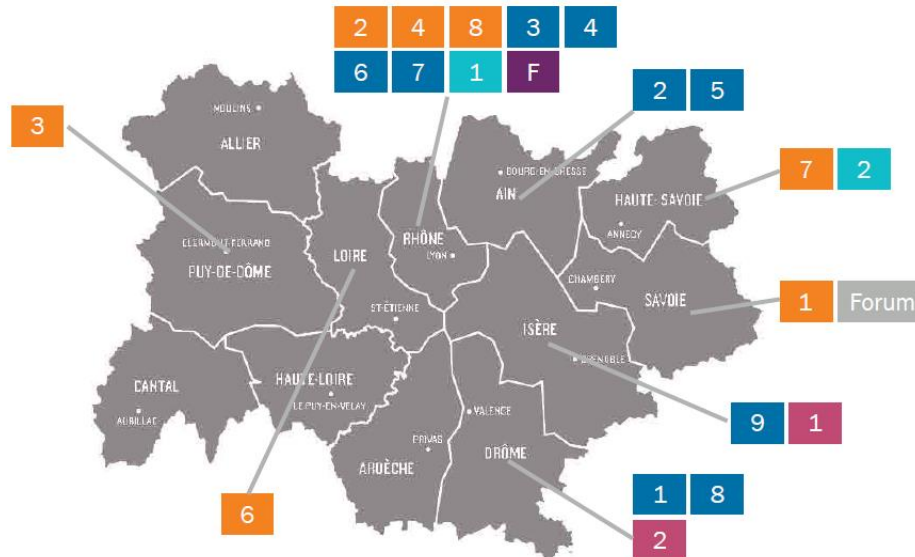 2 4 8 3 4
6 7 1 F
2 5
3
MOULINS
ALLIER
BOURG-EN-BRESSE
AIN
7 2
HAUTE-SAVOIE
ANNECY
CLERMONT-FERRAND
PUY-DE-DÔME
LOIRE
RHÔNE
LYON
CHAMBERY
SAVOIE
1 Forum
ST-ÉTIENNE
ISÈRE
GRENOBLE
CANTAL
AURILLAC
HAUTE-LOIRE
LE PUY-EN-VELAY
VALENCE
9 1
PRIVAS
ARDÈCHE
DRÔME
6
1 8
2